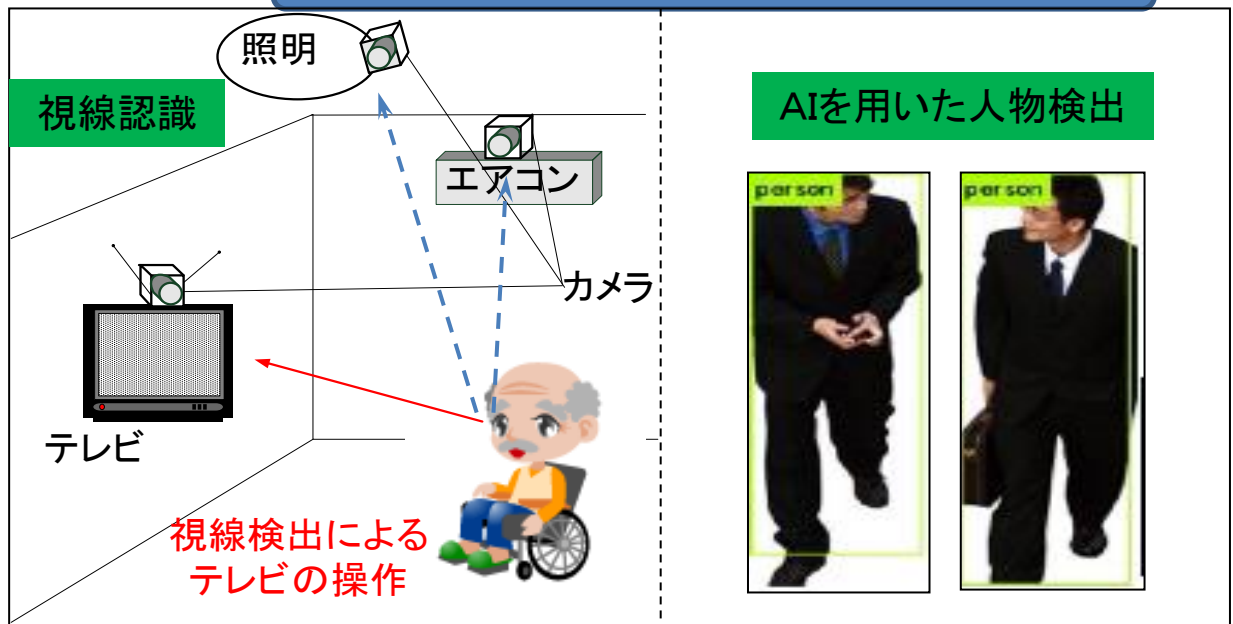 照明
視線認識
エアコン
カメラ
テレビ
視線検出による
テレビの操作
AIを用いた人物検出
person
person